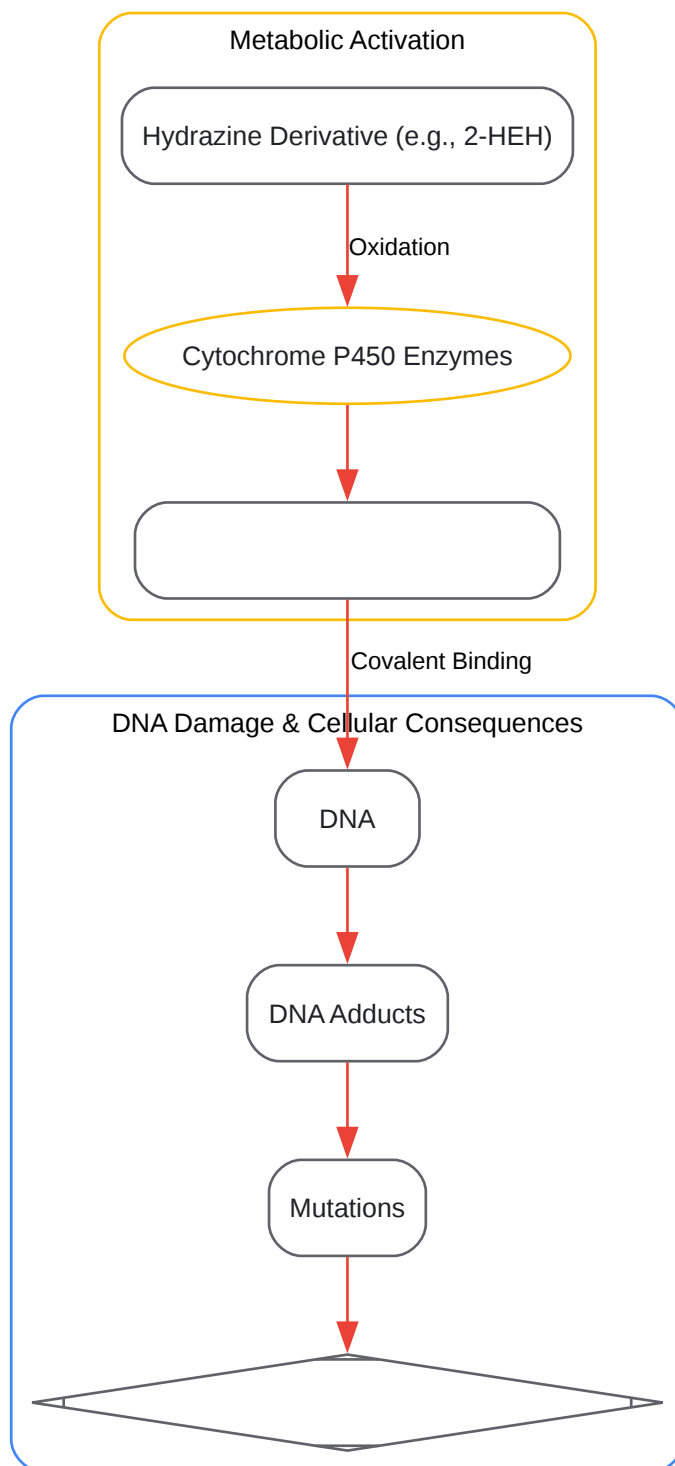 Metabolic Activation
Hydrazine Derivative (e.g., 2-HEH)
Oxidation
Cytochrome P450 Enzymes
Covalent Binding
DNA Damage & Cellular Consequences
DNA
DNA Adducts
Mutations